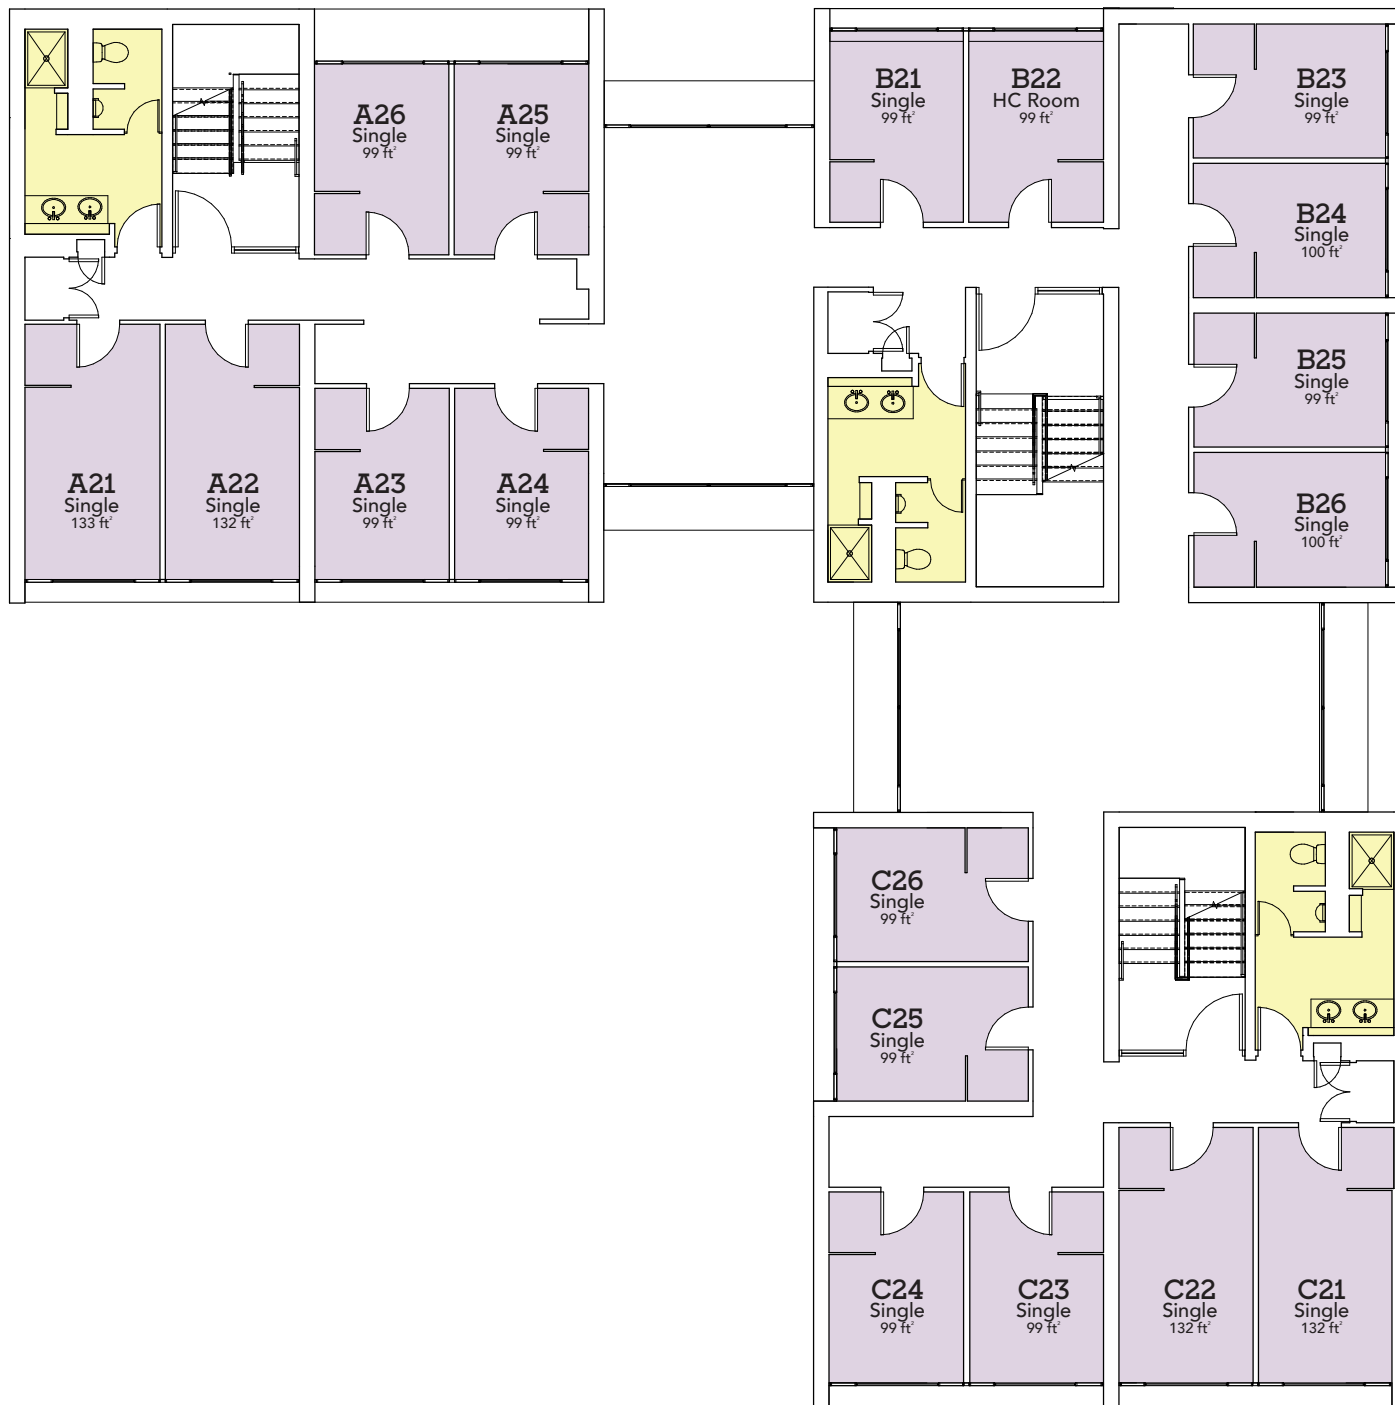 A26
Single
99 ft²
A25
Single
99 ft²
B21
Single
99 ft²
B22
HC Room
99 ft²
B23
Single
99 ft²
B24
Single
100 ft²
B25
Single
99 ft²
B26
Single
100 ft²
A21
Single
133 ft²
A22
Single
132 ft²
A23
Single
99 ft²
A24
Single
99 ft²
C26
Single
99 ft²
C25
Single
99 ft²
C24
Single
99 ft²
C23
Single
99 ft²
C22
Single
132 ft²
C21
Single
132 ft²